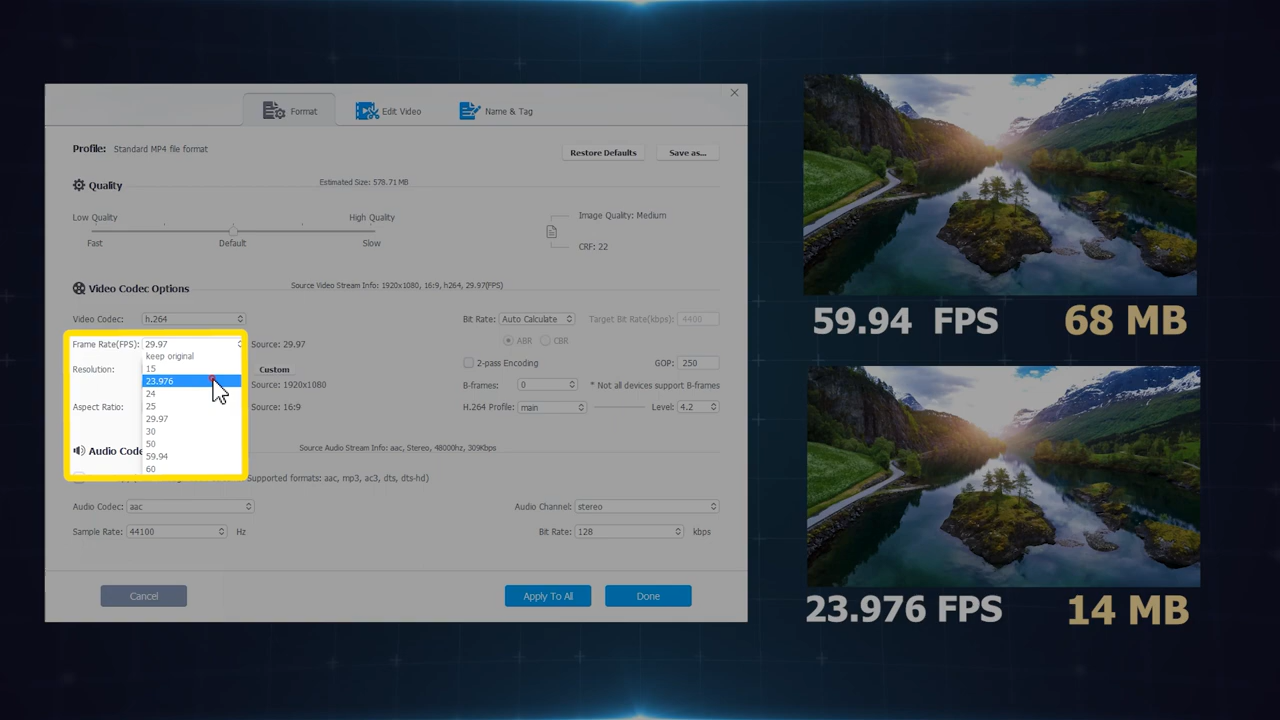 Format
Edit Video
Name & Tag
Profile: Standard MP4 file format
Restore Defaults
Save as...
Quality
Estimated Size: 578.71 MB
Low Quality
High Quality
Fast
Default
Slow
Image Quality: Medium
CRF: 22
Video Codec Options
Source Video Stream Info: 1920x1080, 16:9, h264, 29.97(FPS)
Video Codec: h.264
Bit Rate: Auto Calculate
Target Bit Rate(kbps): 4400
ABR
CBR
Frame Rate(FPS): 29.97
Source: 29.97
keep original
15
23.976
24
25
29.97
30
50
59.94
60
2-pass Encoding
GOP: 250
Resolution:
Custom
Source: 1920x1080
B-frames: 0
* Not all devices support B-frames
Aspect Ratio:
Source: 16:9
H.264 Profile: main
Level: 4.2
Audio Code
Source Audio Stream Info: aac, Stereo, 48000hz, 309Kbps
Supported formats: aac, mp3, ac3, dts, dts-hd)
Audio Codec: aac
Audio Channel: stereo
Sample Rate: 44100 Hz
Bit Rate: 128 kbps
Cancel
Apply To All
Done
59.94 FPS 68 MB
23.976 FPS 14 MB